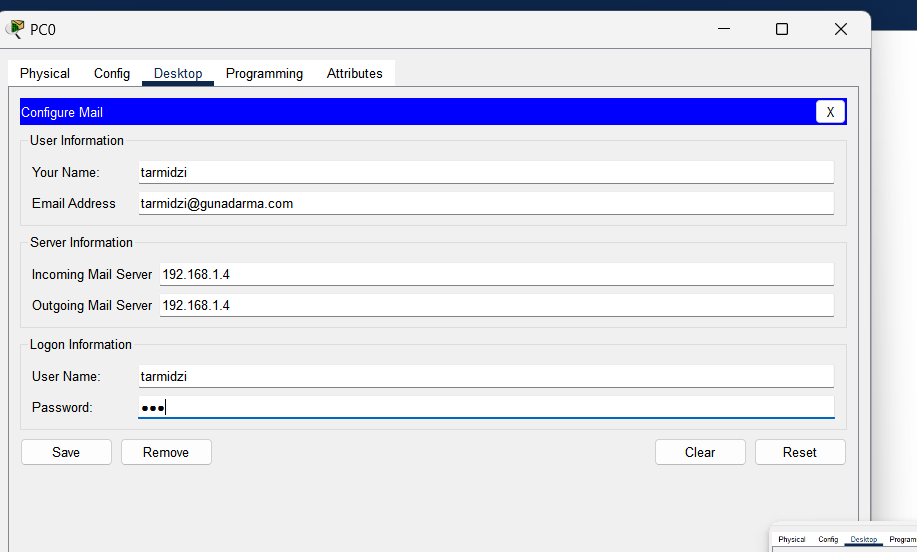 PC0
Physical Config Desktop Programming Attributes
Configure Mail X
User Information
Your Name: tarmidzi
Email Address tarmidzi@gunadarma.com
Server Information
Incoming Mail Server 192.168.1.4
Outgoing Mail Server 192.168.1.4
Logon Information
User Name: tarmidzi
Password: ●●●
Save Remove Clear Reset
Physical Config Desktop Program